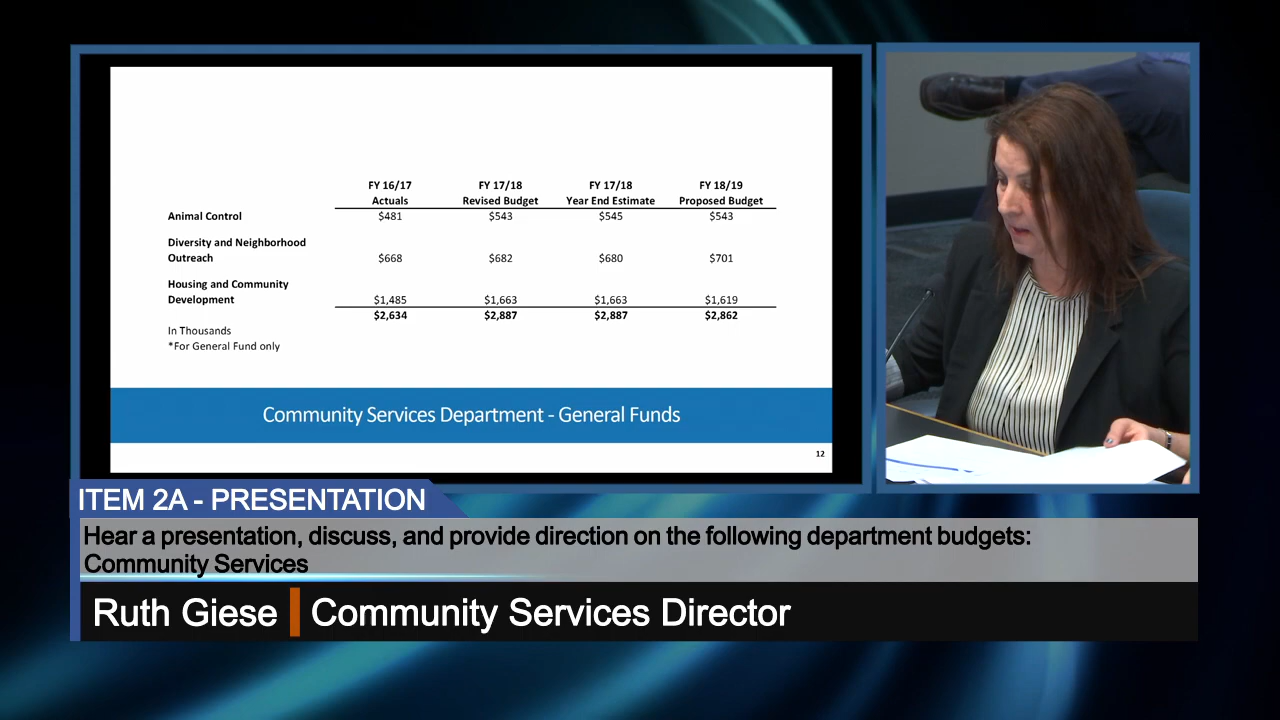 FY 16/17 FY 17/18 FY 17/18 FY 18/19
Actuals Revised Budget Year End Estimate Proposed Budget
Animal Control $481 $543 $545 $543
Diversity and Neighborhood
Outreach $668 $682 $680 $701
Housing and Community
Development $1,485 $1,663 $1,663 $1,619
$2,634 $2,887 $2,887 $2,862
In Thousands
*For General Fund only
Community Services Department - General Funds
12
ITEM 2A - PRESENTATION
Hear a presentation, discuss, and provide direction on the following department budgets:
Community Services
Ruth Giese Community Services Director